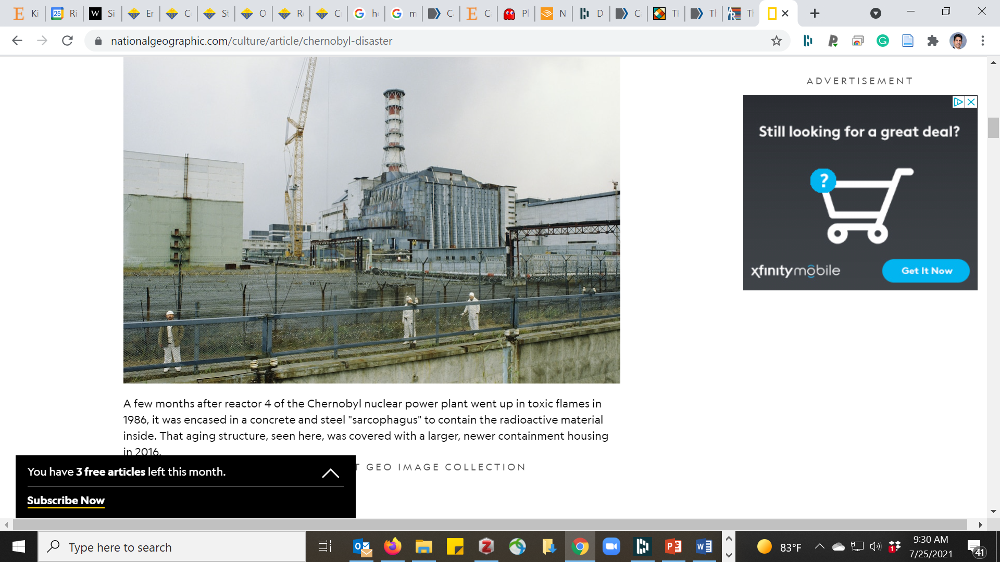 Ki
25
Ri
W
Si
Er
St
O
Re
G
G
m
E
Pl
N
D
Tl
Tl
Tl
nationalgeographic.com/culture/article/chernobyl-disaster
ADVERTISEMENT
Still looking for a great deal?
?
xfinity mobile
Get It Now
A few months after reactor 4 of the Chernobyl nuclear power plant went up in toxic flames in
1986, it was encased in a concrete and steel "sarcophagus" to contain the radioactive material
inside. That aging structure, seen here, was covered with a larger, newer containment housing
in 2016.
T GEO IMAGE COLLECTION
You have 3 free articles left this month.
Subscribe Now
Type here to search
83°F
1
9:30 AM
7/25/2021
41